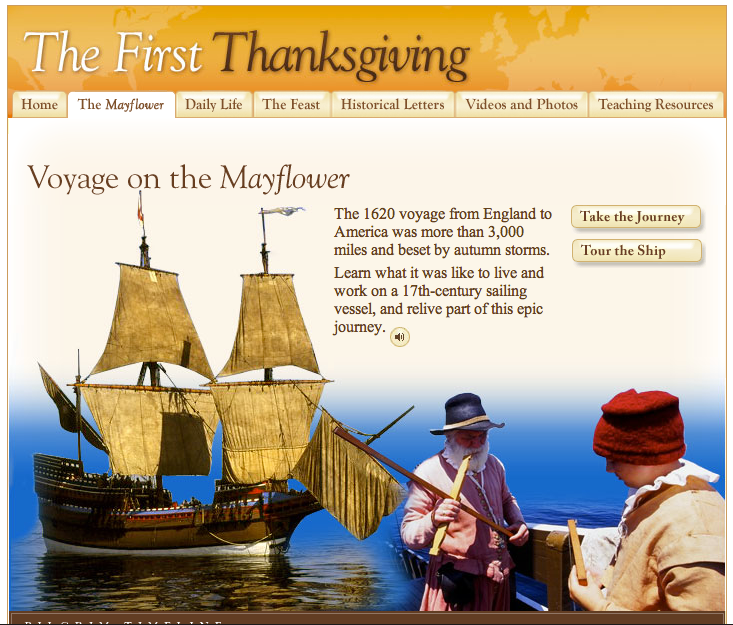 The First Thanksgiving
Home The Mayflower Daily Life The Feast Historical Letters Videos and Photos Teaching Resources
Voyage on the Mayflower
The 1620 voyage from England to
America was more than 3,000
miles and beset by autumn storms.
Learn what it was like to live and
work on a 17th-century sailing
vessel, and relive part of this epic
journey.
Take the Journey
Tour the Ship
PILGRIM TIMELINE